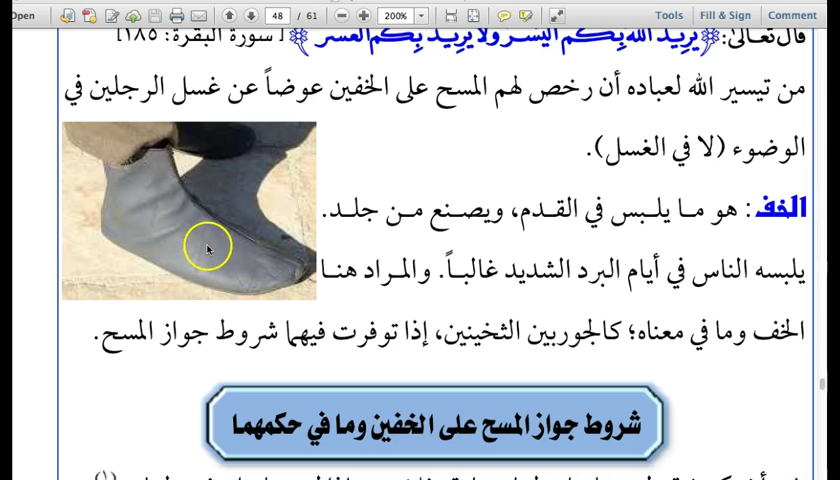 Open
48 / 61
200%
Tools
Fill & Sign
Comment
قال تعالى: ﴿يريد الله بكم اليسر ولا يريد بكم العسر﴾ [سورة البقرة: ١٨٥]
من تيسير الله لعباده أن رخص لهم المسح على الخفين عوضاً عن غسل الرجلين في
الوضوء (لا في الغسل).
الخف: هو ما يلبس في القدم، ويصنع من جلد.
يلبسه الناس في أيام البرد الشديد غالباً. والمراد هنا
الخف وما في معناه؛ كالجوربين الثخينين، إذا توفرت فيهما شروط جواز المسح.
شروط جواز المسح على الخفين وما في حكمهما
(١)